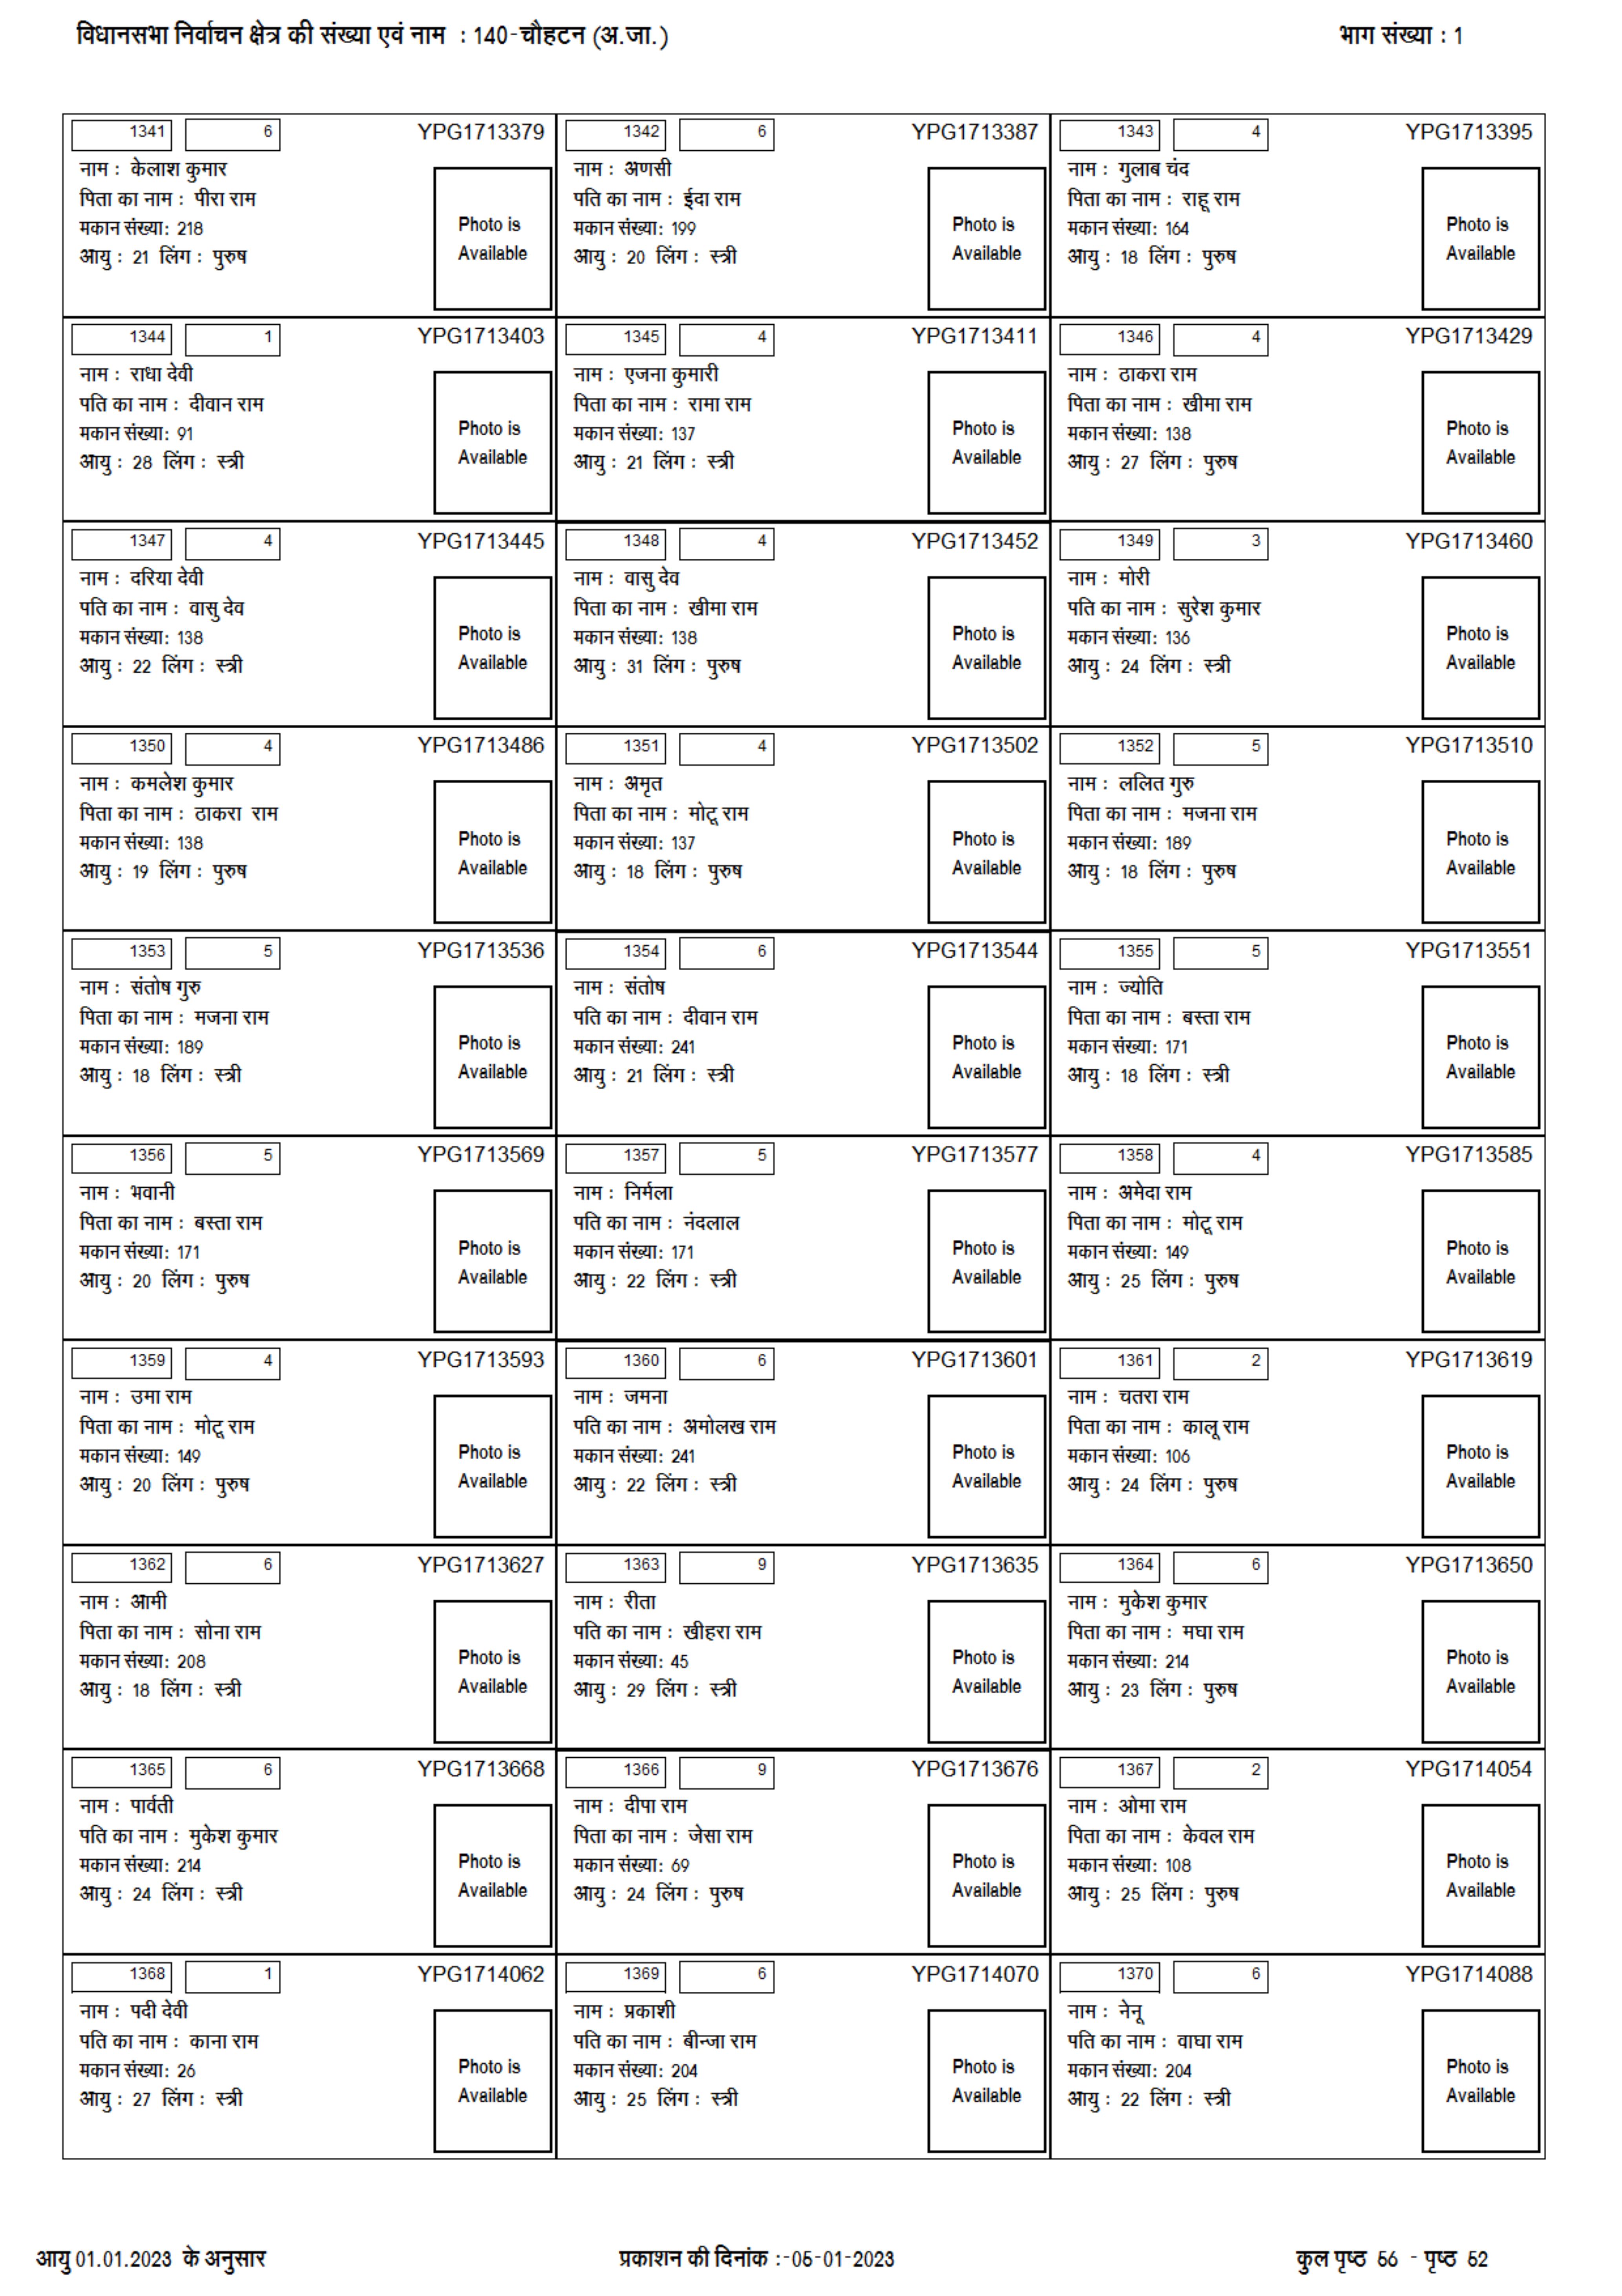 विधानसभा निर्वाचन क्षेत्र की संख्या एवं नाम : 140-चौहटन (अ.जा.)
भाग संख्या : 1
1341 6 YPG1713379
नाम : केलाश कुमार
पिता का नाम : पीरा राम
मकान संख्या: 218
आयु : 21 लिंग : पुरुष
Photo is
Available
1342 6 YPG1713387
नाम : अणसी
पति का नाम : ईदा राम
मकान संख्या: 199
आयु : 20 लिंग : स्त्री
Photo is
Available
1343 4 YPG1713395
नाम : गुलाब चंद
पिता का नाम : राहू राम
मकान संख्या: 164
आयु : 18 लिंग : पुरुष
Photo is
Available
1344 1 YPG1713403
नाम : राधा देवी
पति का नाम : दीवान राम
मकान संख्या: 91
आयु : 28 लिंग : स्त्री
Photo is
Available
1345 4 YPG1713411
नाम : एजना कुमारी
पिता का नाम : रामा राम
मकान संख्या: 137
आयु : 21 लिंग : स्त्री
Photo is
Available
1346 4 YPG1713429
नाम : ठाकरा राम
पिता का नाम : खीमा राम
मकान संख्या: 138
आयु : 27 लिंग : पुरुष
Photo is
Available
1347 4 YPG1713445
नाम : दरिया देवी
पति का नाम : वासु देव
मकान संख्या: 138
आयु : 22 लिंग : स्त्री
Photo is
Available
1348 4 YPG1713452
नाम : वासु देव
पिता का नाम : खीमा राम
मकान संख्या: 138
आयु : 31 लिंग : पुरुष
Photo is
Available
1349 3 YPG1713460
नाम : मोरी
पति का नाम : सुरेश कुमार
मकान संख्या: 136
आयु : 24 लिंग : स्त्री
Photo is
Available
1350 4 YPG1713486
नाम : कमलेश कुमार
पिता का नाम : ठाकरा राम
मकान संख्या: 138
आयु : 19 लिंग : पुरुष
Photo is
Available
1351 4 YPG1713502
नाम : अमृत
पिता का नाम : मोटू राम
मकान संख्या: 137
आयु : 18 लिंग : पुरुष
Photo is
Available
1352 5 YPG1713510
नाम : ललित गुरु
पिता का नाम : मजना राम
मकान संख्या: 189
आयु : 18 लिंग : पुरुष
Photo is
Available
1353 5 YPG1713536
नाम : संतोष गुरु
पिता का नाम : मजना राम
मकान संख्या: 189
आयु : 18 लिंग : स्त्री
Photo is
Available
1354 6 YPG1713544
नाम : संतोष
पति का नाम : दीवान राम
मकान संख्या: 241
आयु : 21 लिंग : स्त्री
Photo is
Available
1355 5 YPG1713551
नाम : ज्योति
पिता का नाम : बस्ता राम
मकान संख्या: 171
आयु : 18 लिंग : स्त्री
Photo is
Available
1356 5 YPG1713569
नाम : भवानी
पिता का नाम : बस्ता राम
मकान संख्या: 171
आयु : 20 लिंग : पुरुष
Photo is
Available
1357 5 YPG1713577
नाम : निर्मला
पति का नाम : नंदलाल
मकान संख्या: 171
आयु : 22 लिंग : स्त्री
Photo is
Available
1358 4 YPG1713585
नाम : अमेदा राम
पिता का नाम : मोटू राम
मकान संख्या: 149
आयु : 25 लिंग : पुरुष
Photo is
Available
1359 4 YPG1713593
नाम : उमा राम
पिता का नाम : मोटू राम
मकान संख्या: 149
आयु : 20 लिंग : पुरुष
Photo is
Available
1360 6 YPG1713601
नाम : जमना
पति का नाम : अमोलख राम
मकान संख्या: 241
आयु : 22 लिंग : स्त्री
Photo is
Available
1361 2 YPG1713619
नाम : चतरा राम
पिता का नाम : कालू राम
मकान संख्या: 106
आयु : 24 लिंग : पुरुष
Photo is
Available
1362 6 YPG1713627
नाम : आमी
पिता का नाम : सोना राम
मकान संख्या: 208
आयु : 18 लिंग : स्त्री
Photo is
Available
1363 9 YPG1713635
नाम : रीता
पति का नाम : खीहरा राम
मकान संख्या: 45
आयु : 29 लिंग : स्त्री
Photo is
Available
1364 6 YPG1713650
नाम : मुकेश कुमार
पिता का नाम : मघा राम
मकान संख्या: 214
आयु : 23 लिंग : पुरुष
Photo is
Available
1365 6 YPG1713668
नाम : पार्वती
पति का नाम : मुकेश कुमार
मकान संख्या: 214
आयु : 24 लिंग : स्त्री
Photo is
Available
1366 9 YPG1713676
नाम : दीपा राम
पिता का नाम : जेसा राम
मकान संख्या: 69
आयु : 24 लिंग : पुरुष
Photo is
Available
1367 2 YPG1714054
नाम : ओमा राम
पिता का नाम : केवल राम
मकान संख्या: 108
आयु : 25 लिंग : पुरुष
Photo is
Available
1368 1 YPG1714062
नाम : पदी देवी
पति का नाम : काना राम
मकान संख्या: 26
आयु : 27 लिंग : स्त्री
Photo is
Available
1369 6 YPG1714070
नाम : प्रकाशी
पति का नाम : बीन्जा राम
मकान संख्या: 204
आयु : 25 लिंग : स्त्री
Photo is
Available
1370 6 YPG1714088
नाम : नेनू
पति का नाम : वाघा राम
मकान संख्या: 204
आयु : 22 लिंग : स्त्री
Photo is
Available
आयु 01.01.2023 के अनुसार
प्रकाशन की दिनांक :-05-01-2023
कुल पृष्ठ 56 - पृष्ठ 52